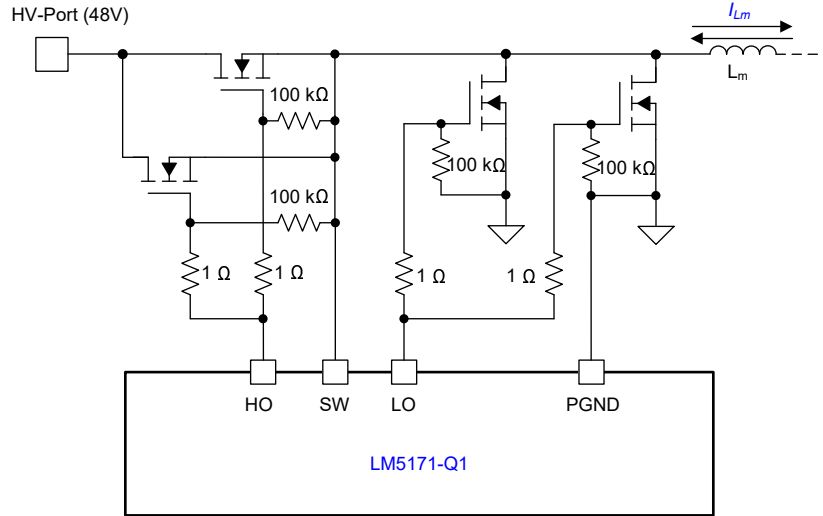 HV-Port (48V)
I_Lm
L_m
100 kΩ
100 kΩ
100 kΩ
100 kΩ
1 Ω
1 Ω
1 Ω
1 Ω
HO
SW
LO
PGND
LM5171-Q1